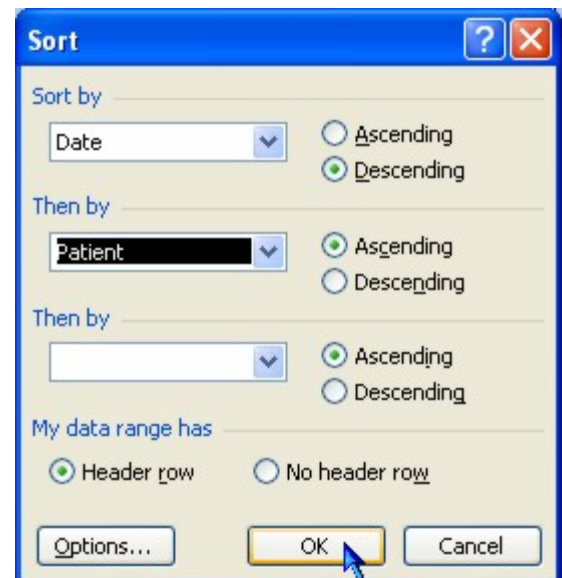 Sort
Sort by
Date
Ascending
Descending
Then by
Patient
Ascending
Descending
Then by
Ascending
Descending
My data range has
Header row
No header row
Options...
OK
Cancel